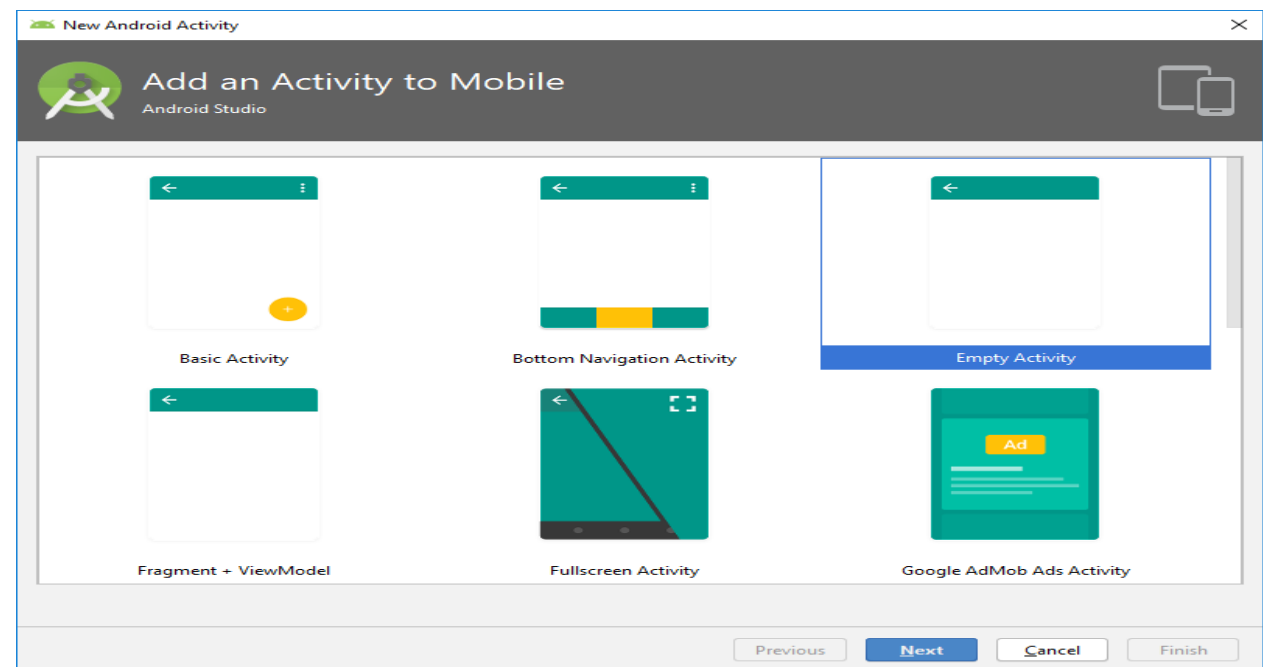 New Android Activity
Add an Activity to Mobile
Android Studio
Basic Activity
Bottom Navigation Activity
Empty Activity
Ad
Fragment + ViewModel
Fullscreen Activity
Google AdMob Ads Activity
Previous
Next
Cancel
Finish